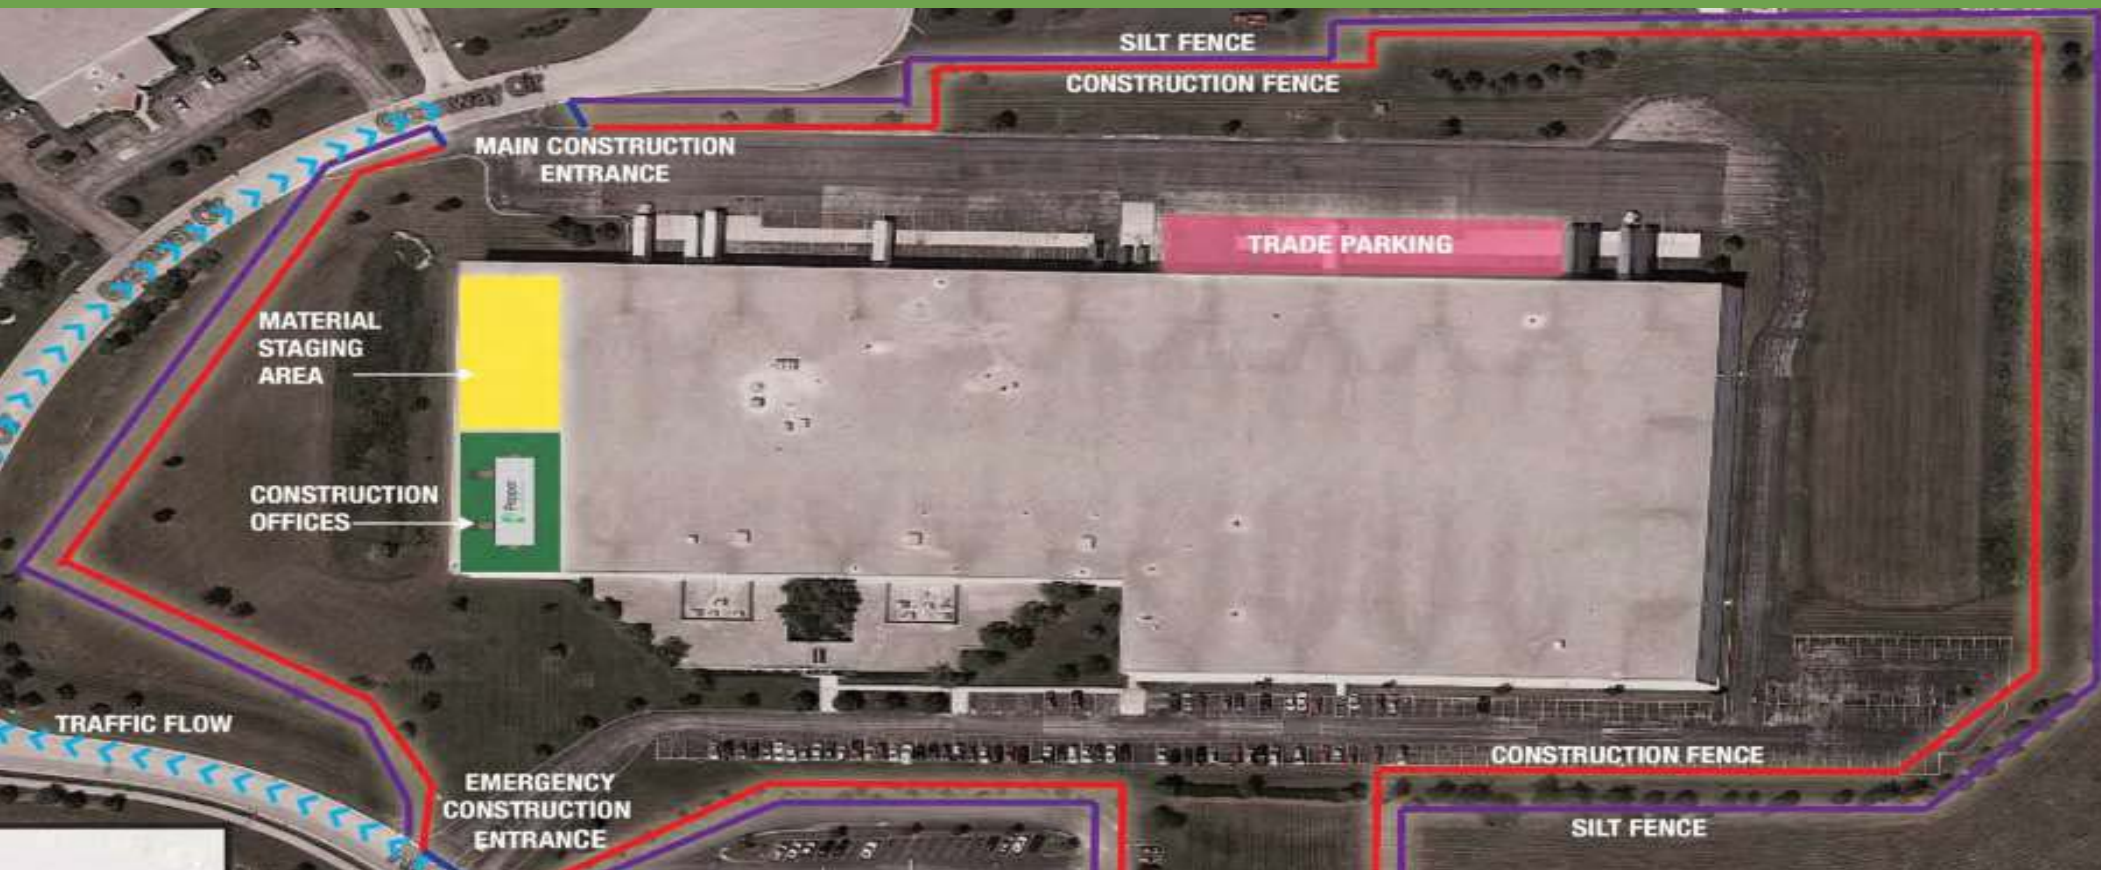 SILT FENCE
CONSTRUCTION FENCE
MAIN CONSTRUCTION
ENTRANCE
TRADE PARKING
MATERIAL
STAGING
AREA
CONSTRUCTION
OFFICES
Pepper
TRAFFIC FLOW
EMERGENCY
CONSTRUCTION
ENTRANCE
CONSTRUCTION FENCE
SILT FENCE